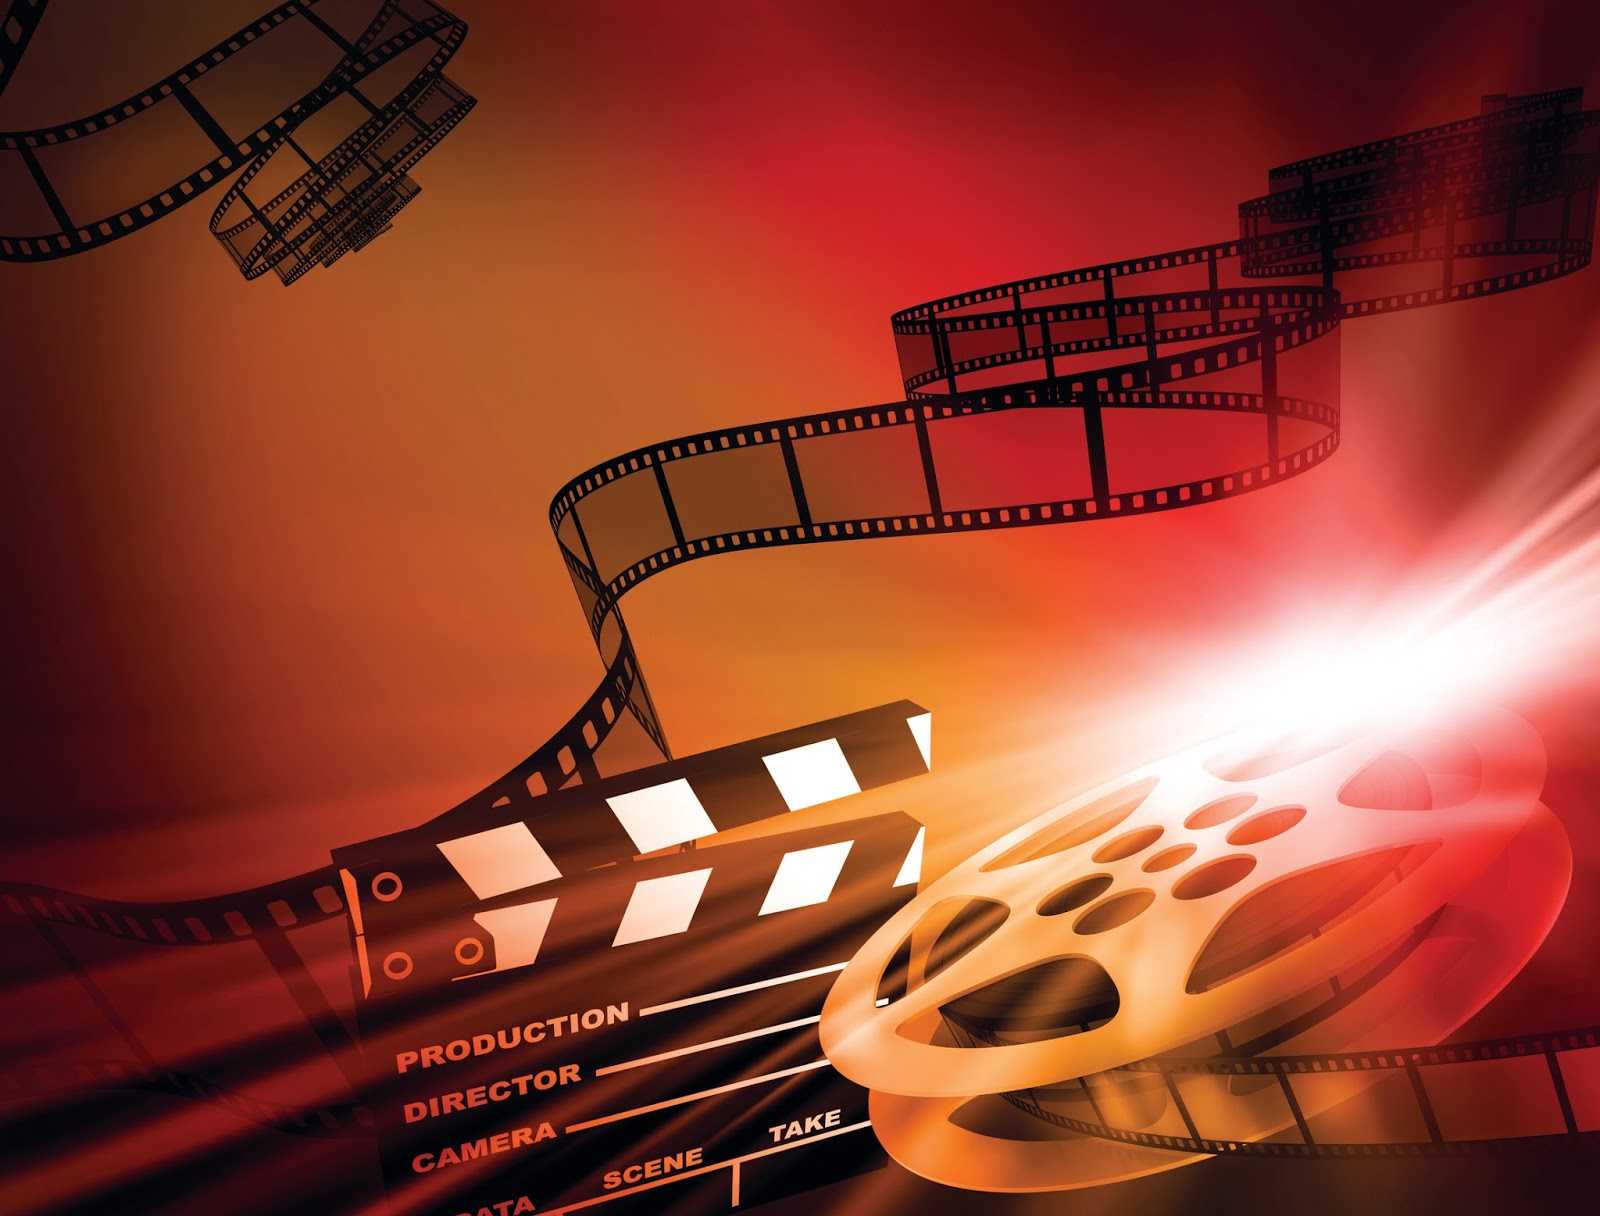 PRODUCTION
DIRECTOR
CAMERA
SCENE TAKE